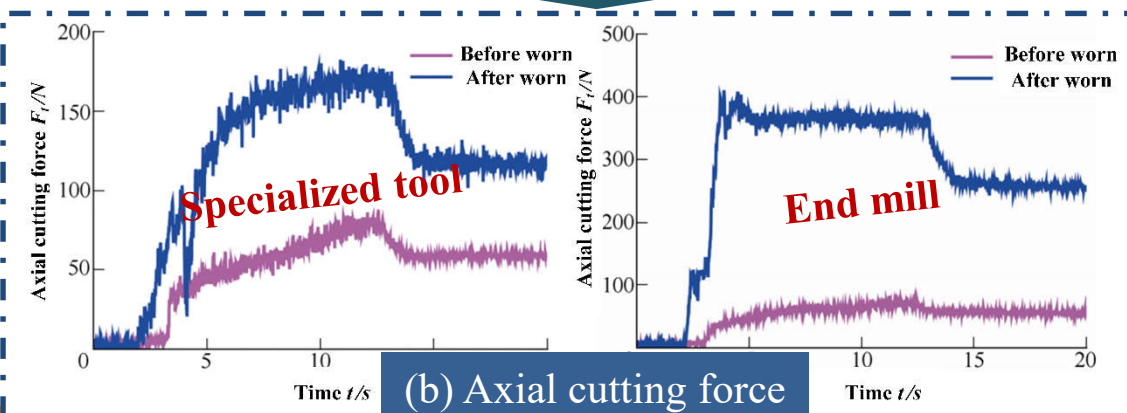 200
150
100
50
0
5
10
Axial cutting force Ft/N
Time t/s
Before worn
After worn
Specialized tool
500
400
300
200
100
10
15
20
Axial cutting force Ft/N
Time t/s
Before worn
After worn
End mill
(b) Axial cutting force